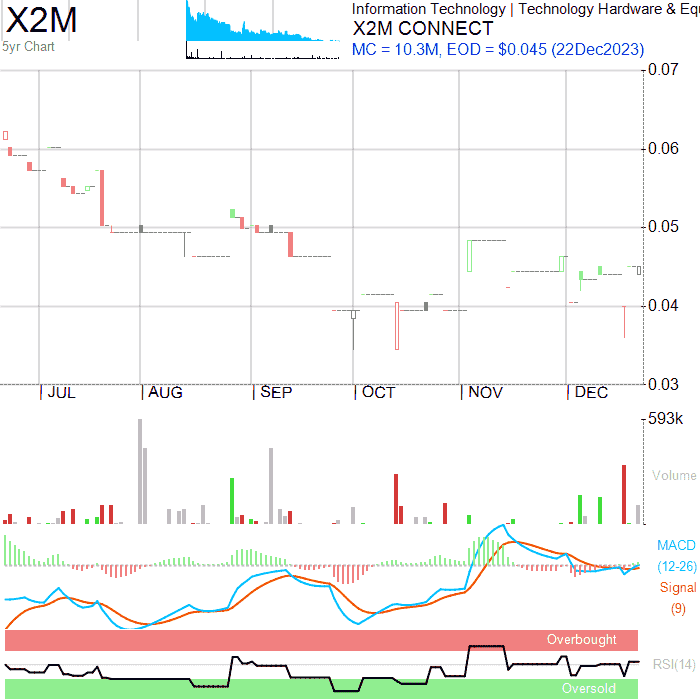 X2M
5yr Chart
Information Technology | Technology Hardware & Equ
X2M CONNECT
MC = 10.3M, EOD = $0.045 (22Dec2023)
0.07
0.06
0.05
0.04
0.03
JUL AUG SEP OCT NOV DEC
593k
Volume
MACD
(12-26)
Signal
(9)
Overbought
RSI(14)
Oversold